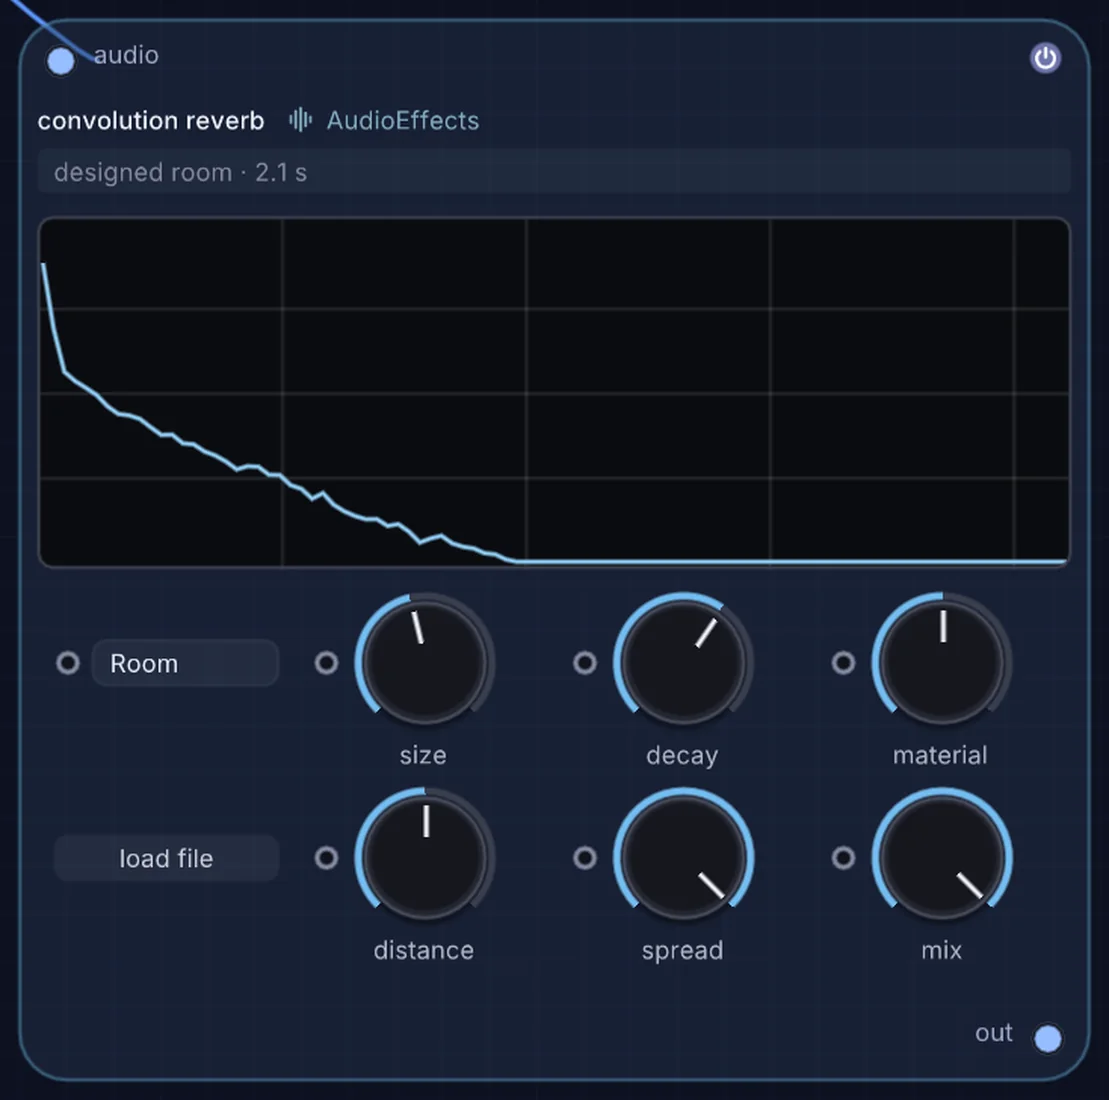 audio
convolution reverb AudioEffects
designed room · 2.1 s
Room
size decay material
load file
distance spread mix
out